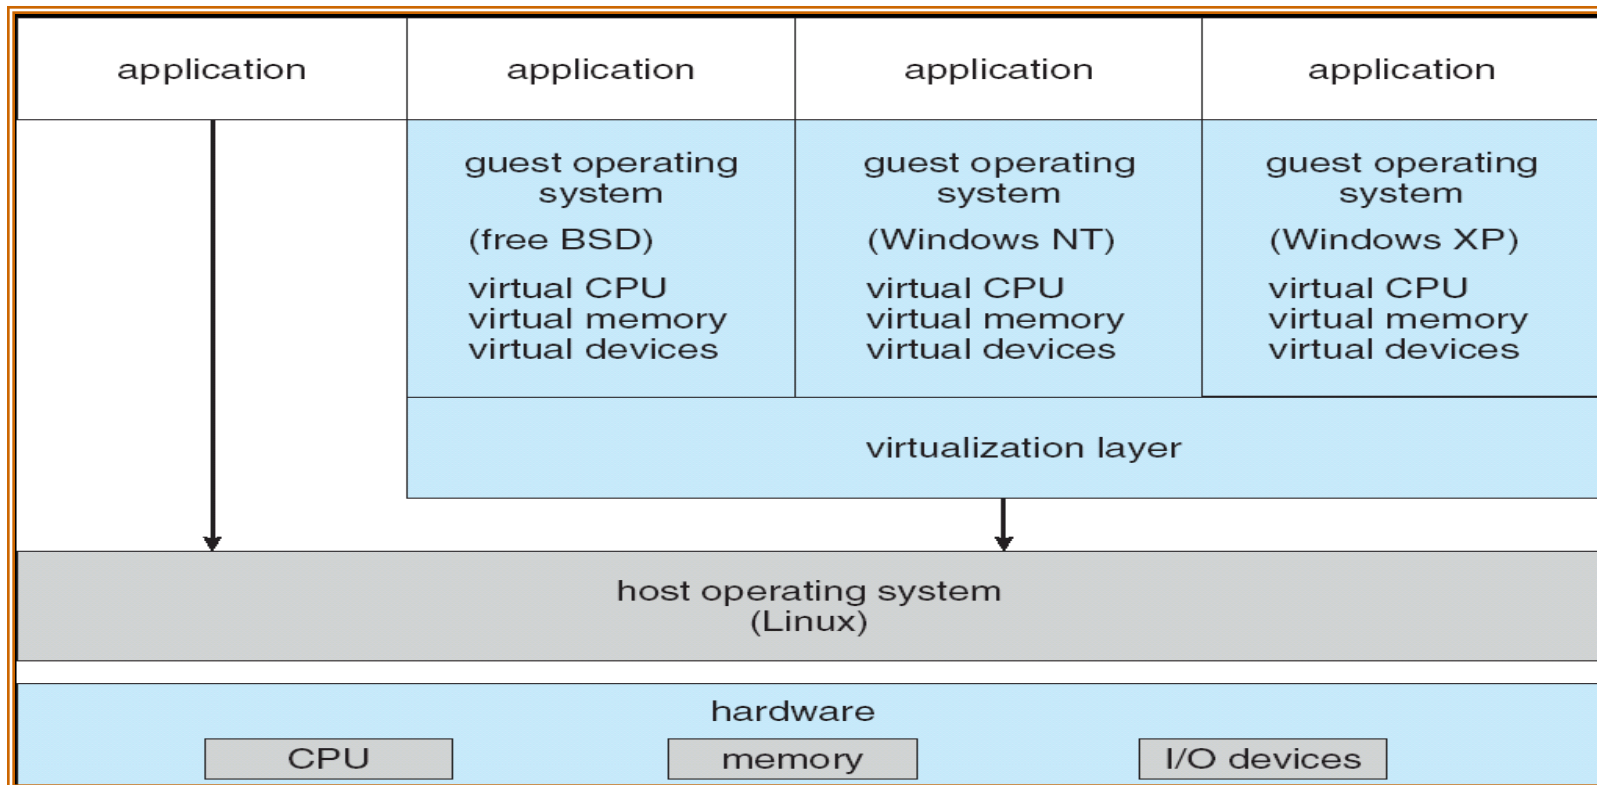 application
application
application
application
guest operating
system
(free BSD)
virtual CPU
virtual memory
virtual devices
guest operating
system
(Windows NT)
virtual CPU
virtual memory
virtual devices
guest operating
system
(Windows XP)
virtual CPU
virtual memory
virtual devices
virtualization layer
host operating system
(Linux)
hardware
CPU
memory
I/O devices